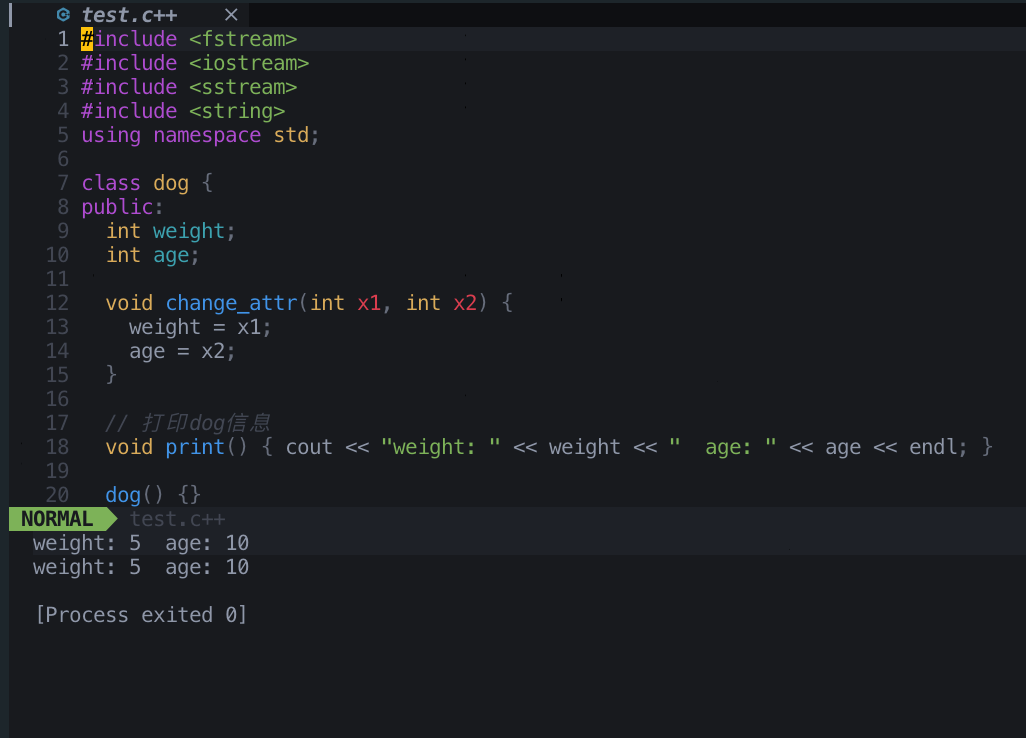 test.c++ ×
1 #include <fstream>
2 #include <iostream>
3 #include <sstream>
4 #include <string>
5 using namespace std;
6
7 class dog {
8 public:
9   int weight;
10   int age;
11
12   void change_attr(int x1, int x2) {
13     weight = x1;
14     age = x2;
15   }
16
17   // 打印dog信息
18   void print() { cout << "weight: " << weight << "  age: " << age << endl; }
19
20   dog() {}
NORMAL test.c++
weight: 5  age: 10
weight: 5  age: 10
[Process exited 0]